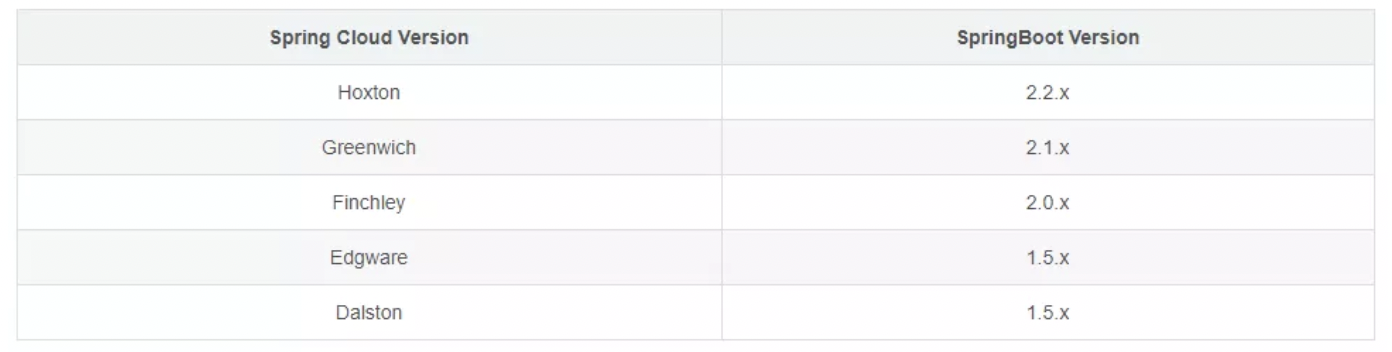 Spring Cloud Version SpringBoot Version
Hoxton 2.2.x
Greenwich 2.1.x
Finchley 2.0.x
Edgware 1.5.x
Dalston 1.5.x